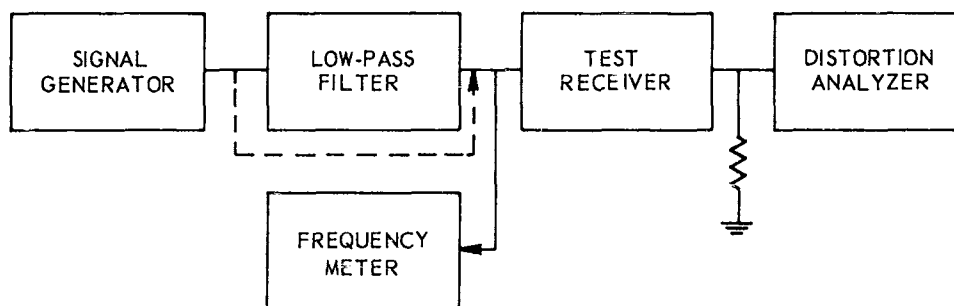 SIGNAL
GENERATOR
LOW-PASS
FILTER
TEST
RECEIVER
DISTORTION
ANALYZER
FREQUENCY
METER